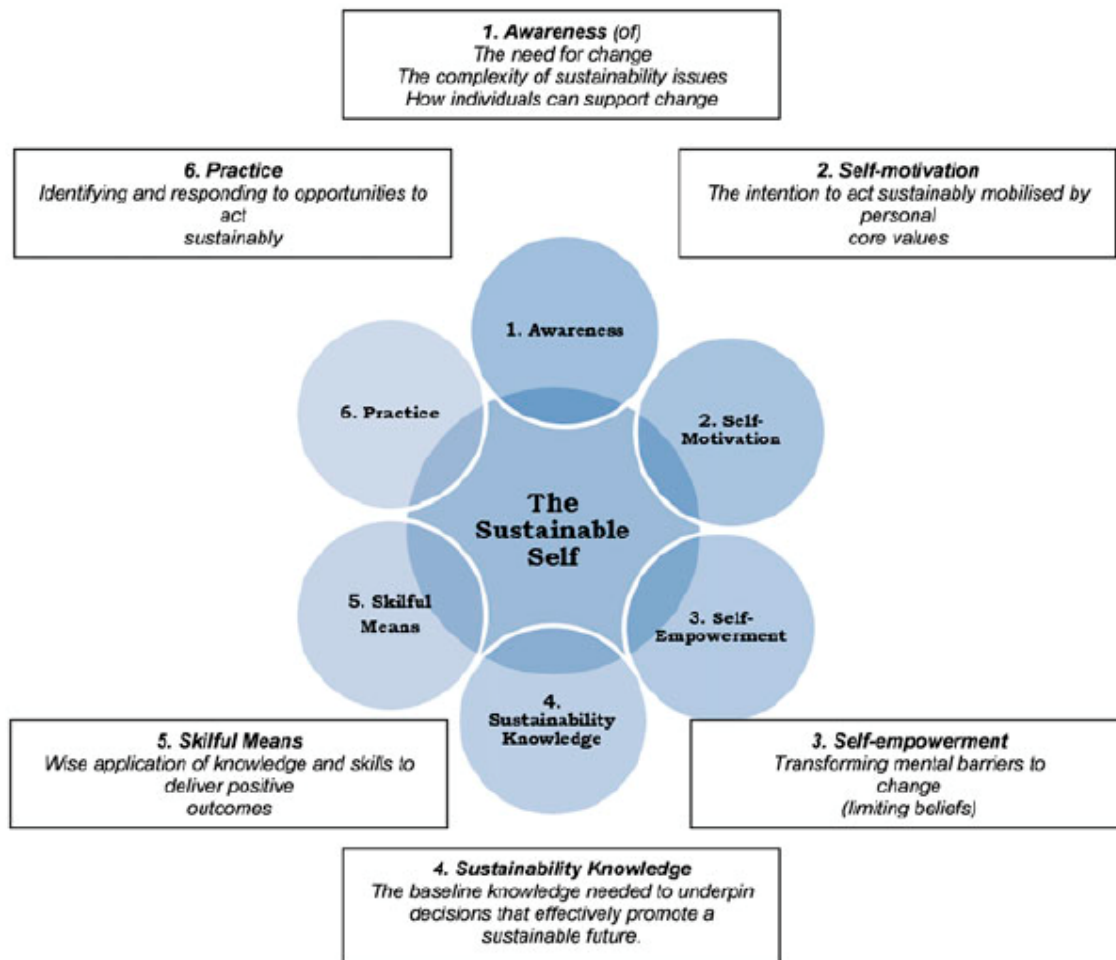 1. Awareness (of)
The need for change
The complexity of sustainability issues
How individuals can support change
6. Practice
Identifying and responding to opportunities to
act
sustainably
2. Self-motivation
The intention to act sustainably mobilised by
personal
core values
1. Awareness
6. Practice
2. Self-
Motivation
The
Sustainable
Self
5. Skilful
Means
3. Self-
Empowerment
4.
Sustainability
Knowledge
5. Skilful Means
Wise application of knowledge and skills to
deliver positive
outcomes
3. Self-empowerment
Transforming mental barriers to
change
(limiting beliefs)
4. Sustainability Knowledge
The baseline knowledge needed to underpin
decisions that effectively promote a
sustainable future.